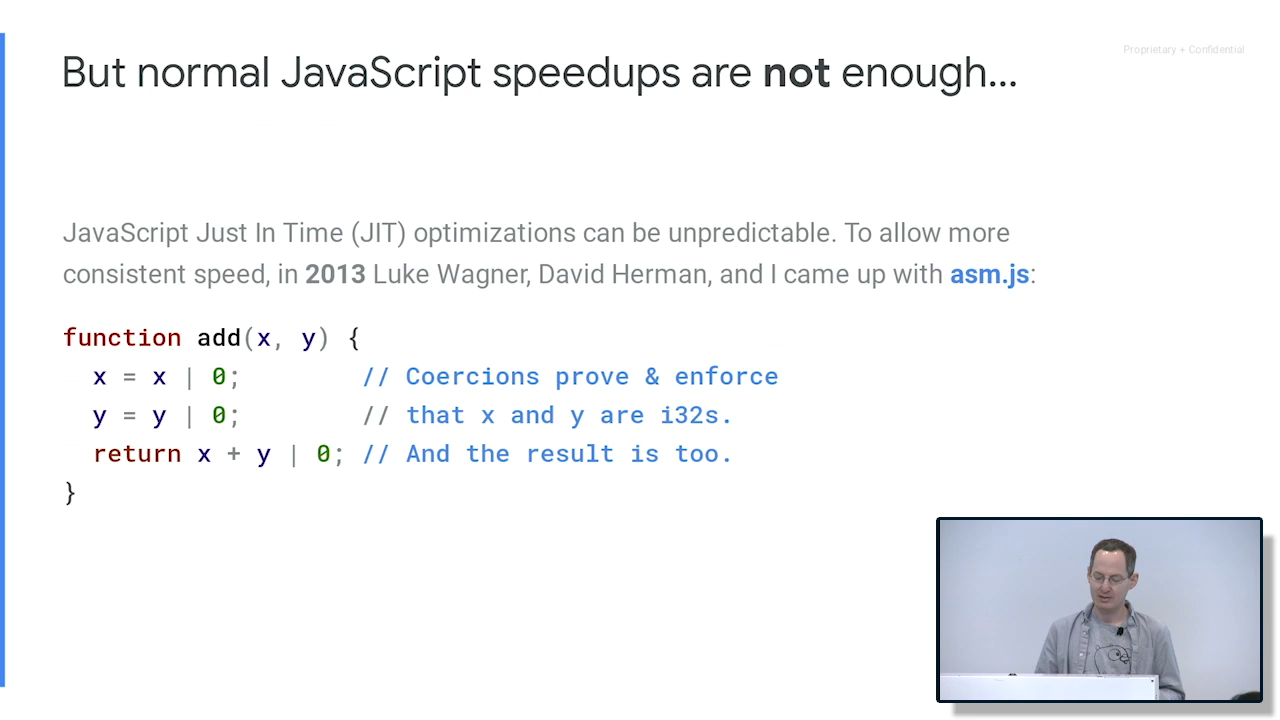 Proprietary + Confidential
But normal JavaScript speedups are not enough...
JavaScript Just In Time (JIT) optimizations can be unpredictable. To allow more
consistent speed, in 2013 Luke Wagner, David Herman, and I came up with asm.js:
function add(x, y) {
  x = x | 0;        // Coercions prove & enforce
  y = y | 0;        // that x and y are i32s.
  return x + y | 0; // And the result is too.
}